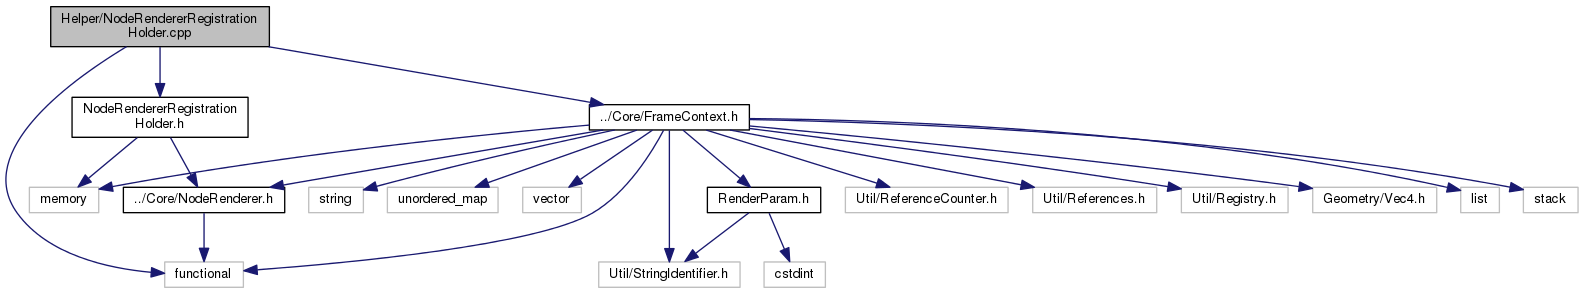 Helper/NodeRendererRegistration
Holder.cpp
NodeRendererRegistration
Holder.h
../Core/FrameContext.h
memory
../Core/NodeRenderer.h
string
unordered_map
vector
RenderParam.h
Util/ReferenceCounter.h
Util/References.h
Util/Registry.h
Geometry/Vec4.h
list
stack
functional
Util/StringIdentifier.h
cstdint